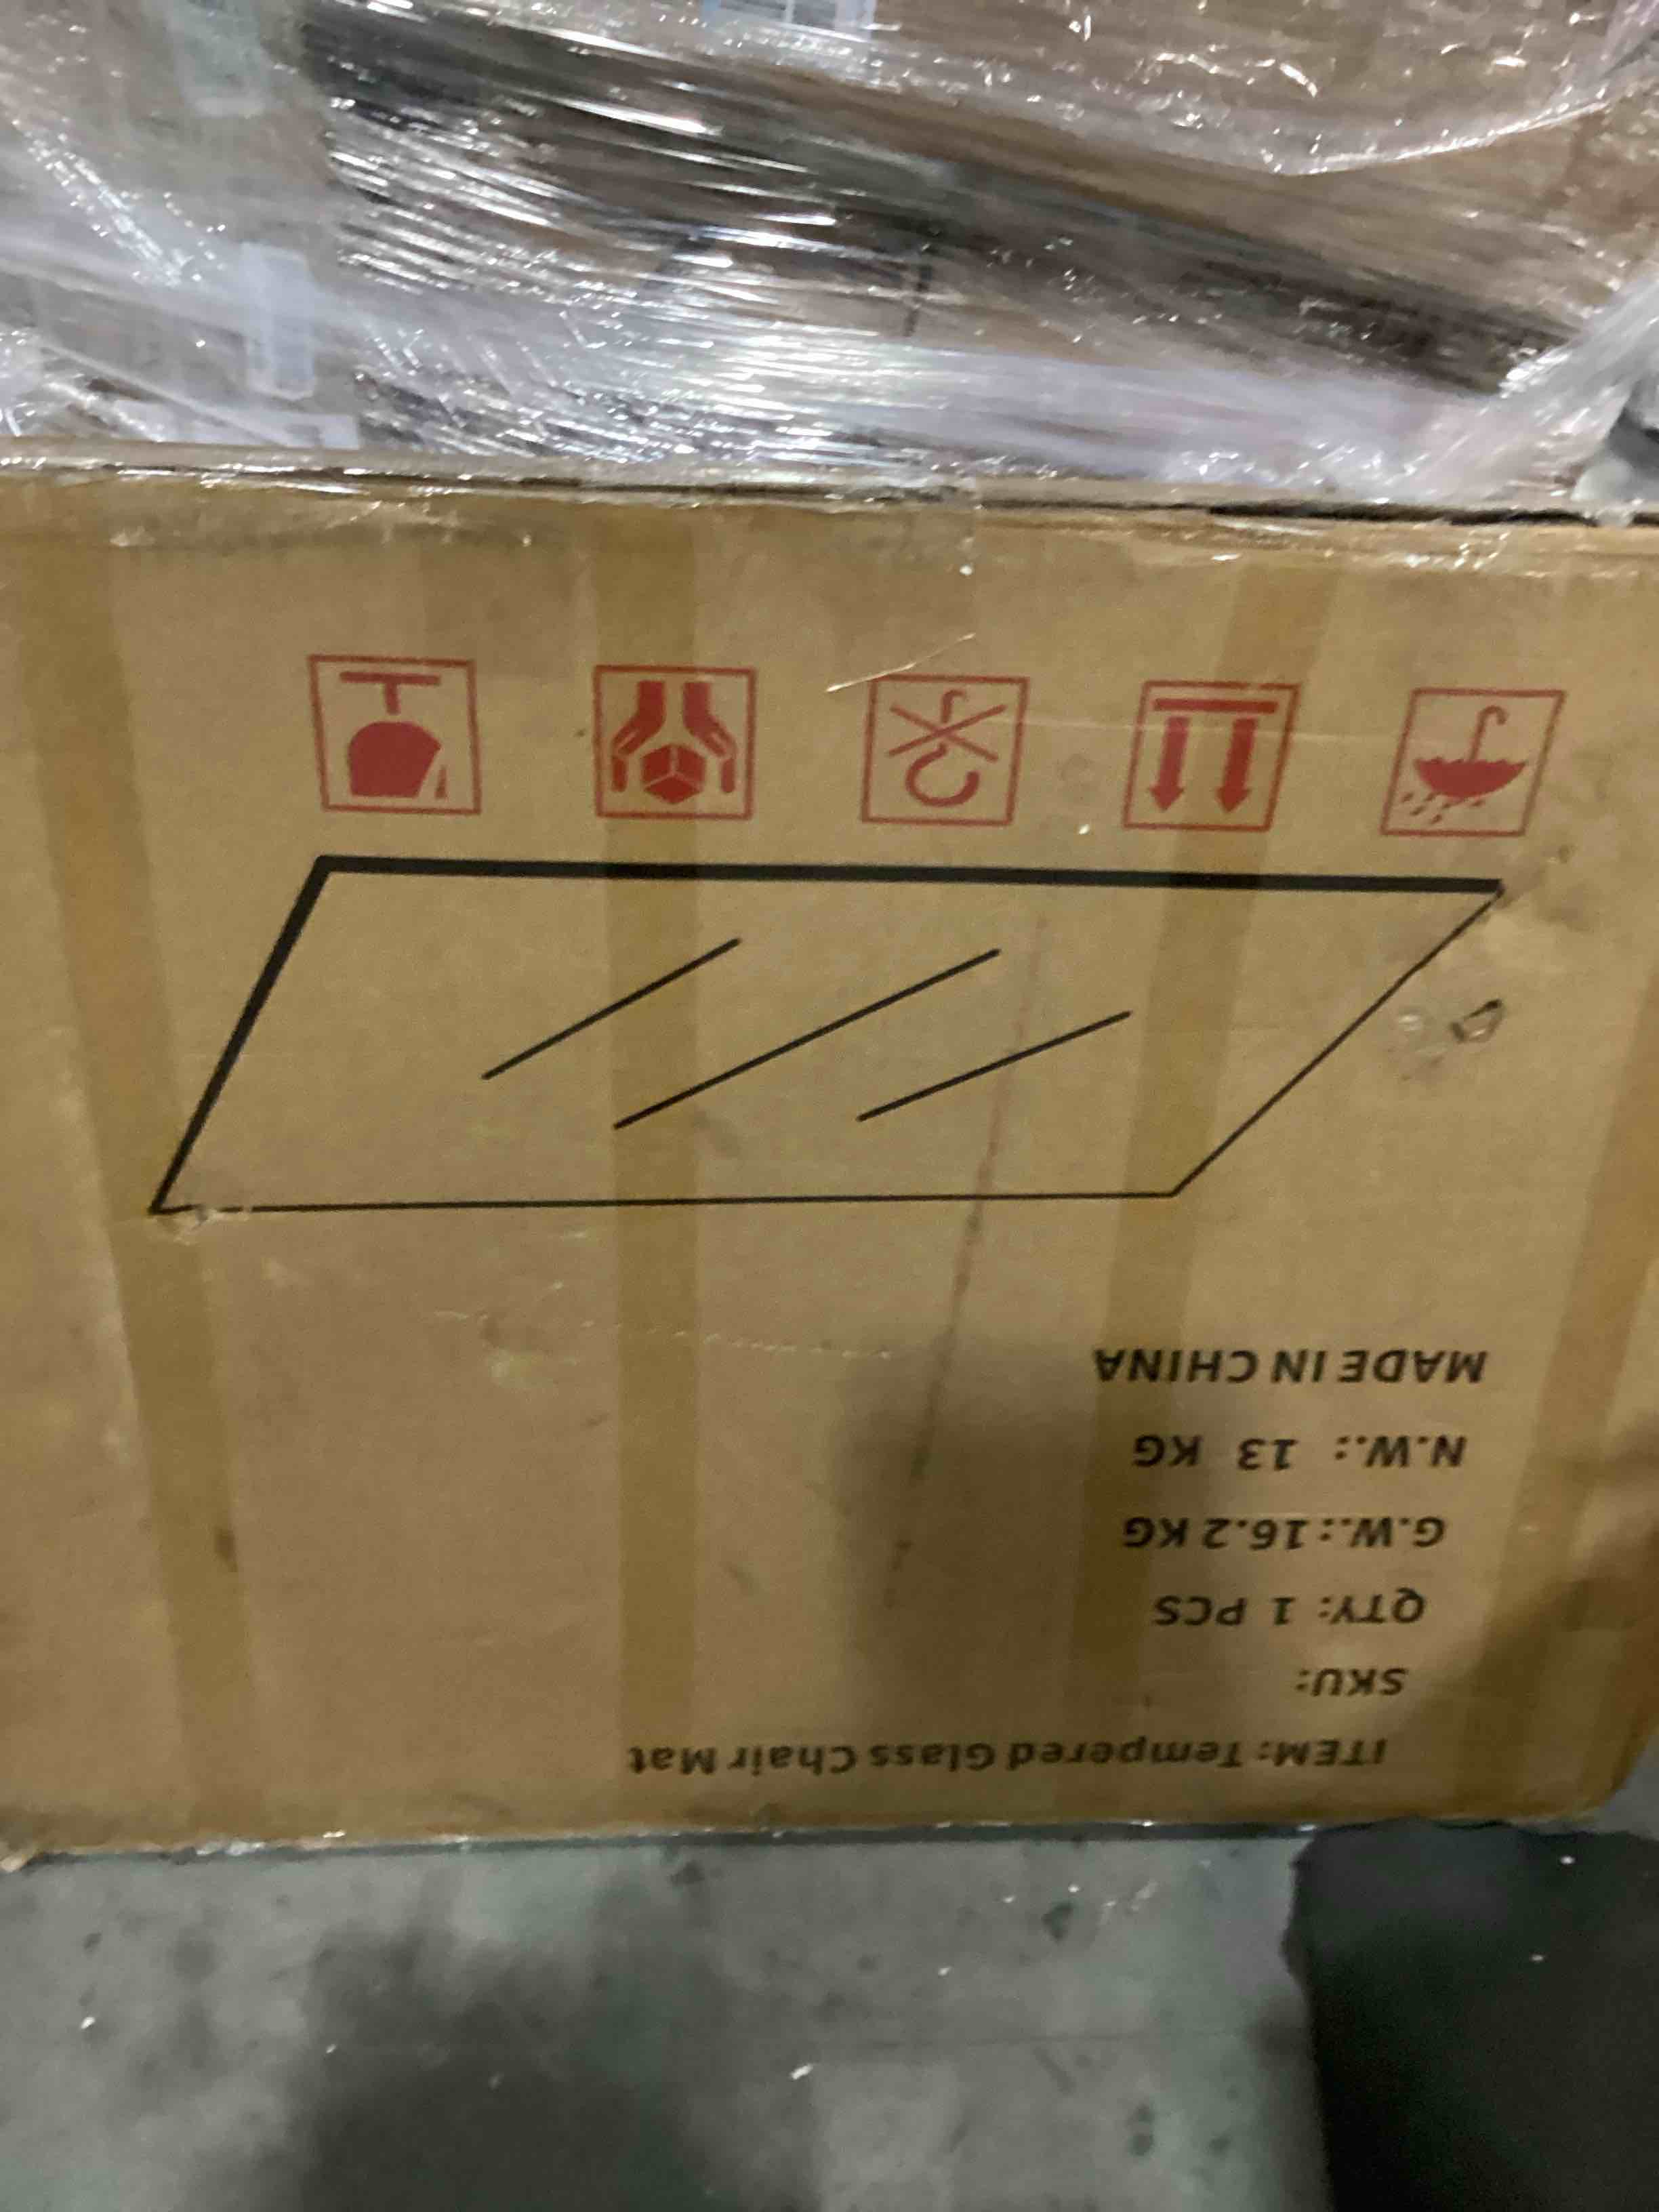 ITEM: Tempered Glass Chair Mat
SKU:
QTY: 1 PCS
G.W.: 16.2 KG
N.W.: 13 KG
MADE IN CHINA